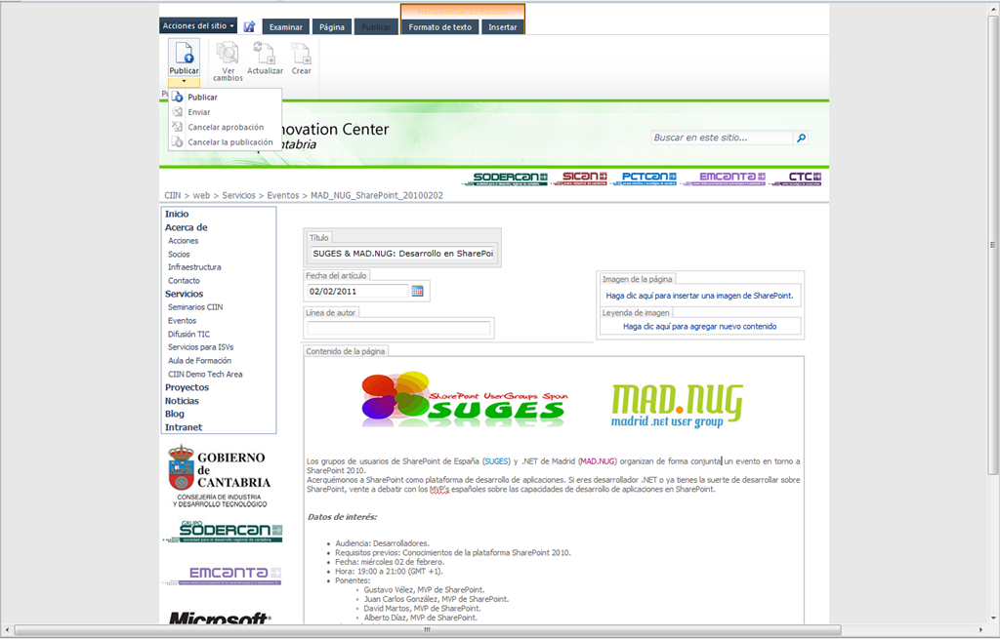 Acciones del sitio
Examinar
Página
Publicar
Formato de texto
Insertar
Publicar
Ver cambios
Actualizar
Crear
Publicar
Enviar
Cancelar aprobación
Cancelar la publicación
novation Center
ntabria
Buscar en este sitio...
SODERCAN
SICAN
PCTCAN
EMCANTA
CTC
CIIN > web > Servicios > Eventos > MAD_NUG_SharePoint_20100202
Inicio
Acerca de
Acciones
Socios
Infraestructura
Contacto
Servicios
Seminarios CIIN
Eventos
Difusión TIC
Servicios para ISVs
Aula de Formación
CIIN Demo Tech Area
Proyectos
Noticias
Blog
Intranet
GOBIERNO
de
CANTABRIA
CONSEJERÍA DE INDUSTRIA
Y DESARROLLO TECNOLÓGICO
GRUPO
SODERCAN
sociedad para el desarrollo regional de cantabria
EMCANTA
Microsoft
Título
SUGES & MAD.NUG: Desarrollo en SharePoi
Fecha del artículo
02/02/2011
Línea de autor
Imagen de la página
Haga clic aquí para insertar una imagen de SharePoint.
Leyenda de imagen
Haga clic aquí para agregar nuevo contenido
Contenido de la página
SharePoint UserGroups Spain
SUGES
MAD.NUG
madrid .net user group
Los grupos de usuarios de SharePoint de España (SUGES) y .NET de Madrid (MAD.NUG) organizan de forma conjunta un evento en torno a
SharePoint 2010.
Acerquémonos a SharePoint como plataforma de desarrollo de aplicaciones. Si eres desarrollador .NET o ya tienes la suerte de desarrollar sobre
SharePoint, vente a debatir con los MVP's españoles sobre las capacidades de desarrollo de aplicaciones en SharePoint.
Datos de interés:
Audiencia: Desarrolladores.
Requisitos previos: Conocimientos de la plataforma SharePoint 2010.
Fecha: miércoles 02 de febrero.
Hora: 19:00 a 21:00 (GMT +1).
Ponentes:
Gustavo Vélez, MVP de SharePoint.
Juan Carlos González, MVP de SharePoint.
David Martos, MVP de SharePoint.
Alberto Díaz, MVP de SharePoint.